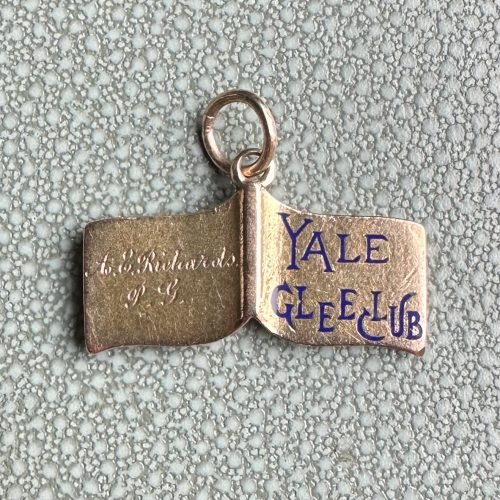 A. E. Richards.
P. G.
YALE
GLEE CLUB